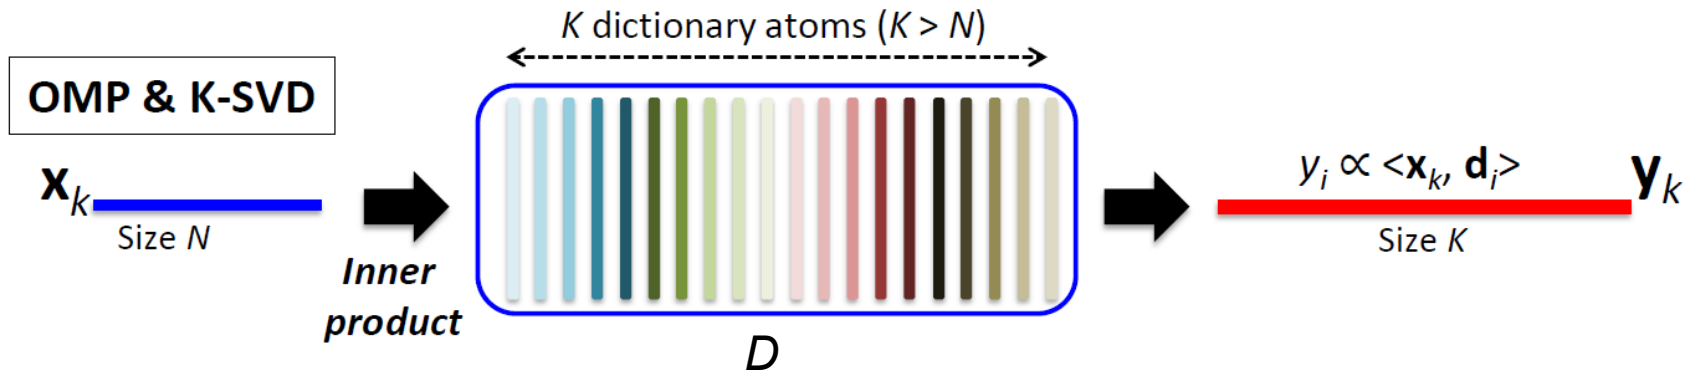 K dictionary atoms (K > N)
OMP & K-SVD
x_k
Size N
Inner
product
D
y_i ∝ <x_k, d_i>
y_k
Size K